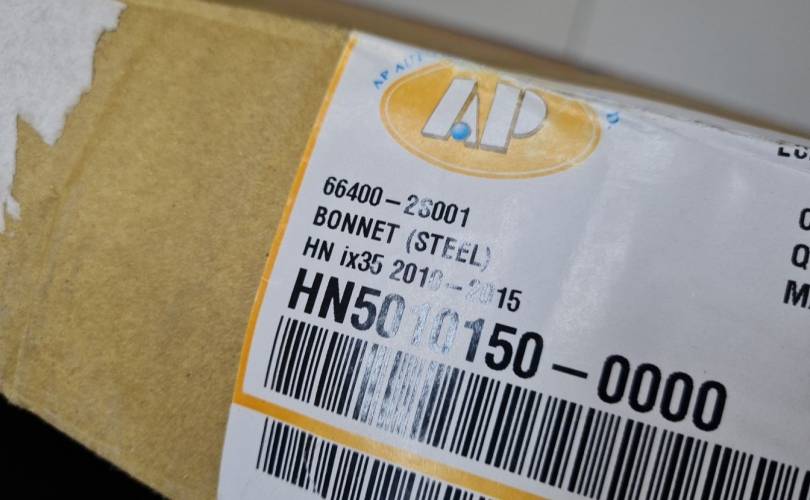 AP
66400-2S001
BONNET (STEEL)
HN ix35 2010-2015
HN5010150-0000